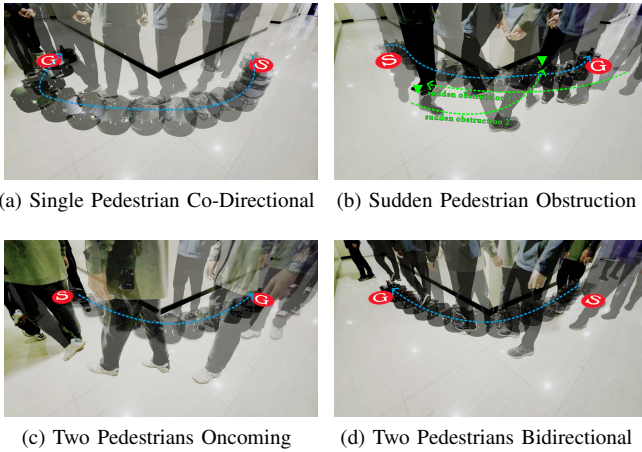 G
S
S
G
sudden obstruction 2
(a) Single Pedestrian Co-Directional
(b) Sudden Pedestrian Obstruction
S
G
G
S
(c) Two Pedestrians Oncoming
(d) Two Pedestrians Bidirectional